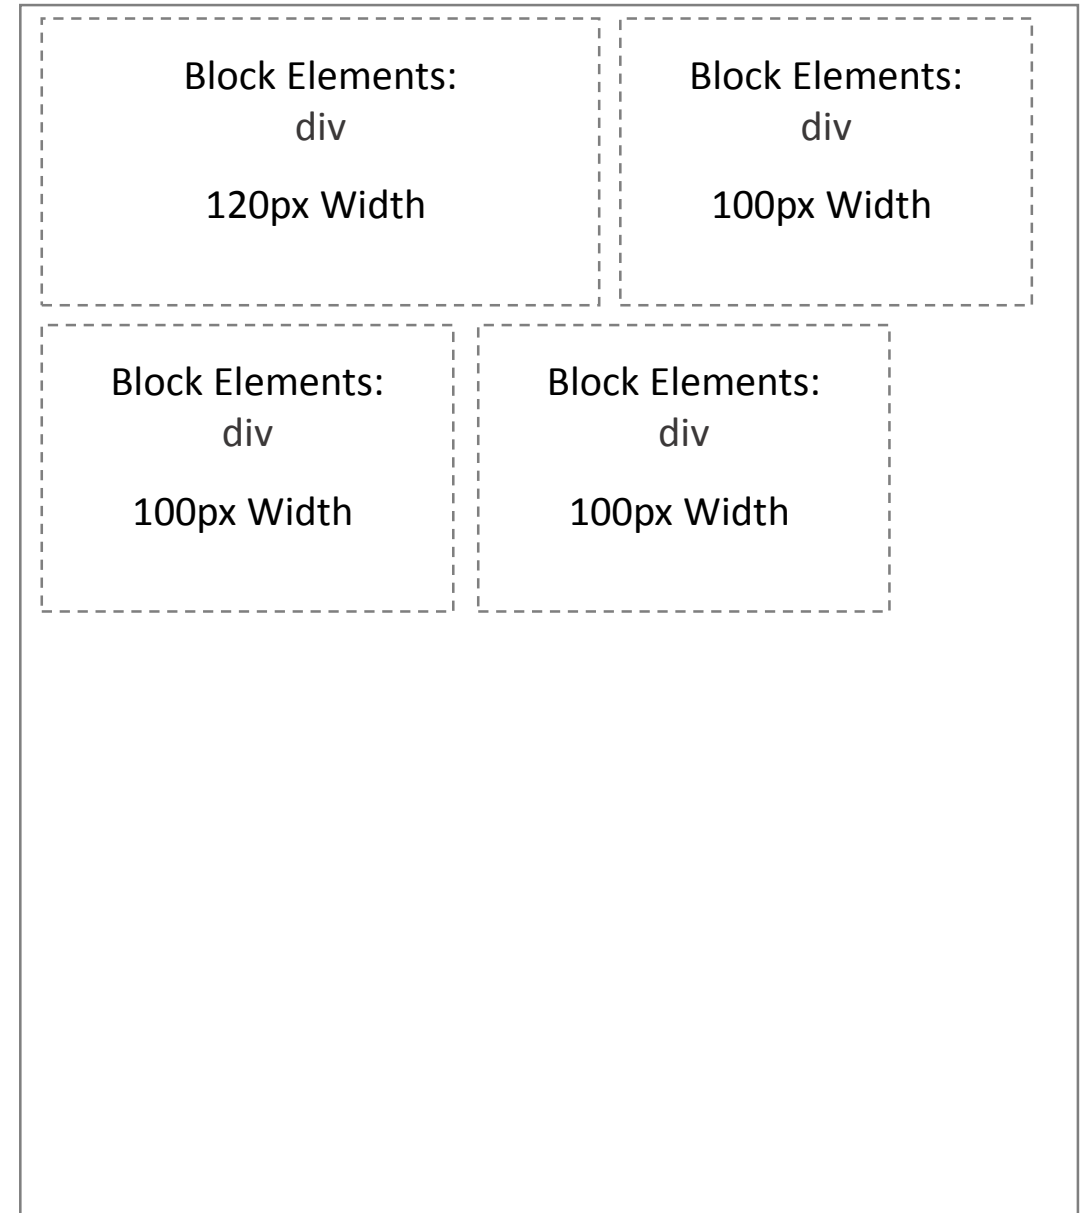 Block Elements:
div
120px Width
Block Elements:
div
100px Width
Block Elements:
div
100px Width
Block Elements:
div
100px Width